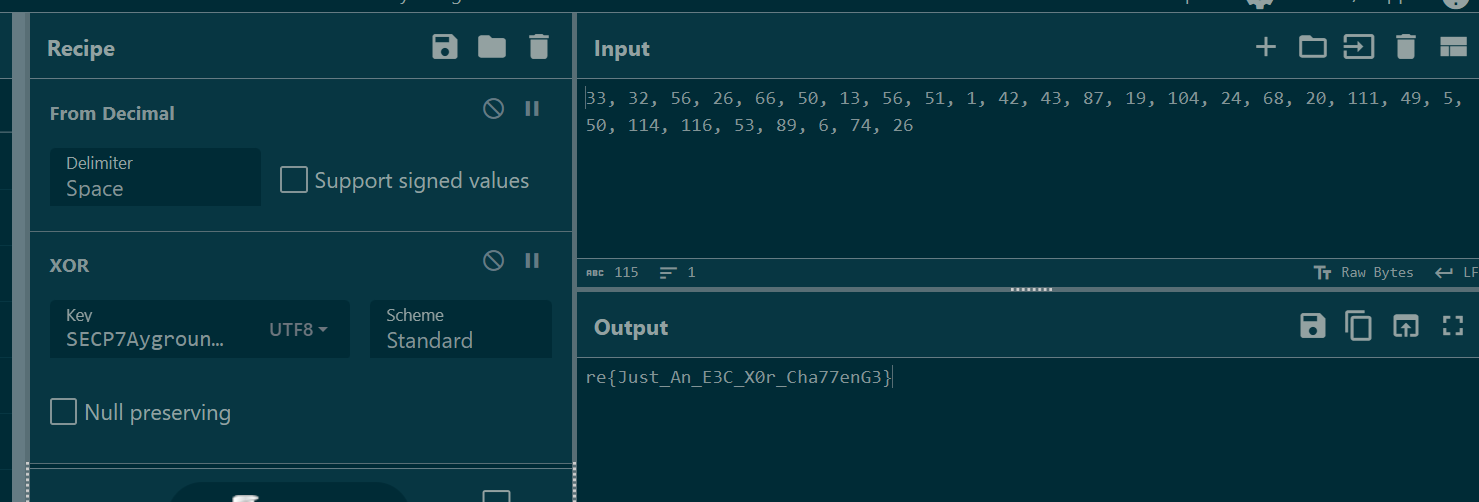 Recipe
From Decimal
Delimiter
Space
Support signed values
XOR
Key
SECP7Aygroun...
UTF8
Scheme
Standard
Null preserving
Input
33, 32, 56, 26, 66, 50, 13, 56, 51, 1, 42, 43, 87, 19, 104, 24, 68, 20, 111, 49, 5,
50, 114, 116, 53, 89, 6, 74, 26
ABC 115 1
Tт Raw Bytes LF
Output
re{Just_An_E3C_X0r_Cha77enG3}